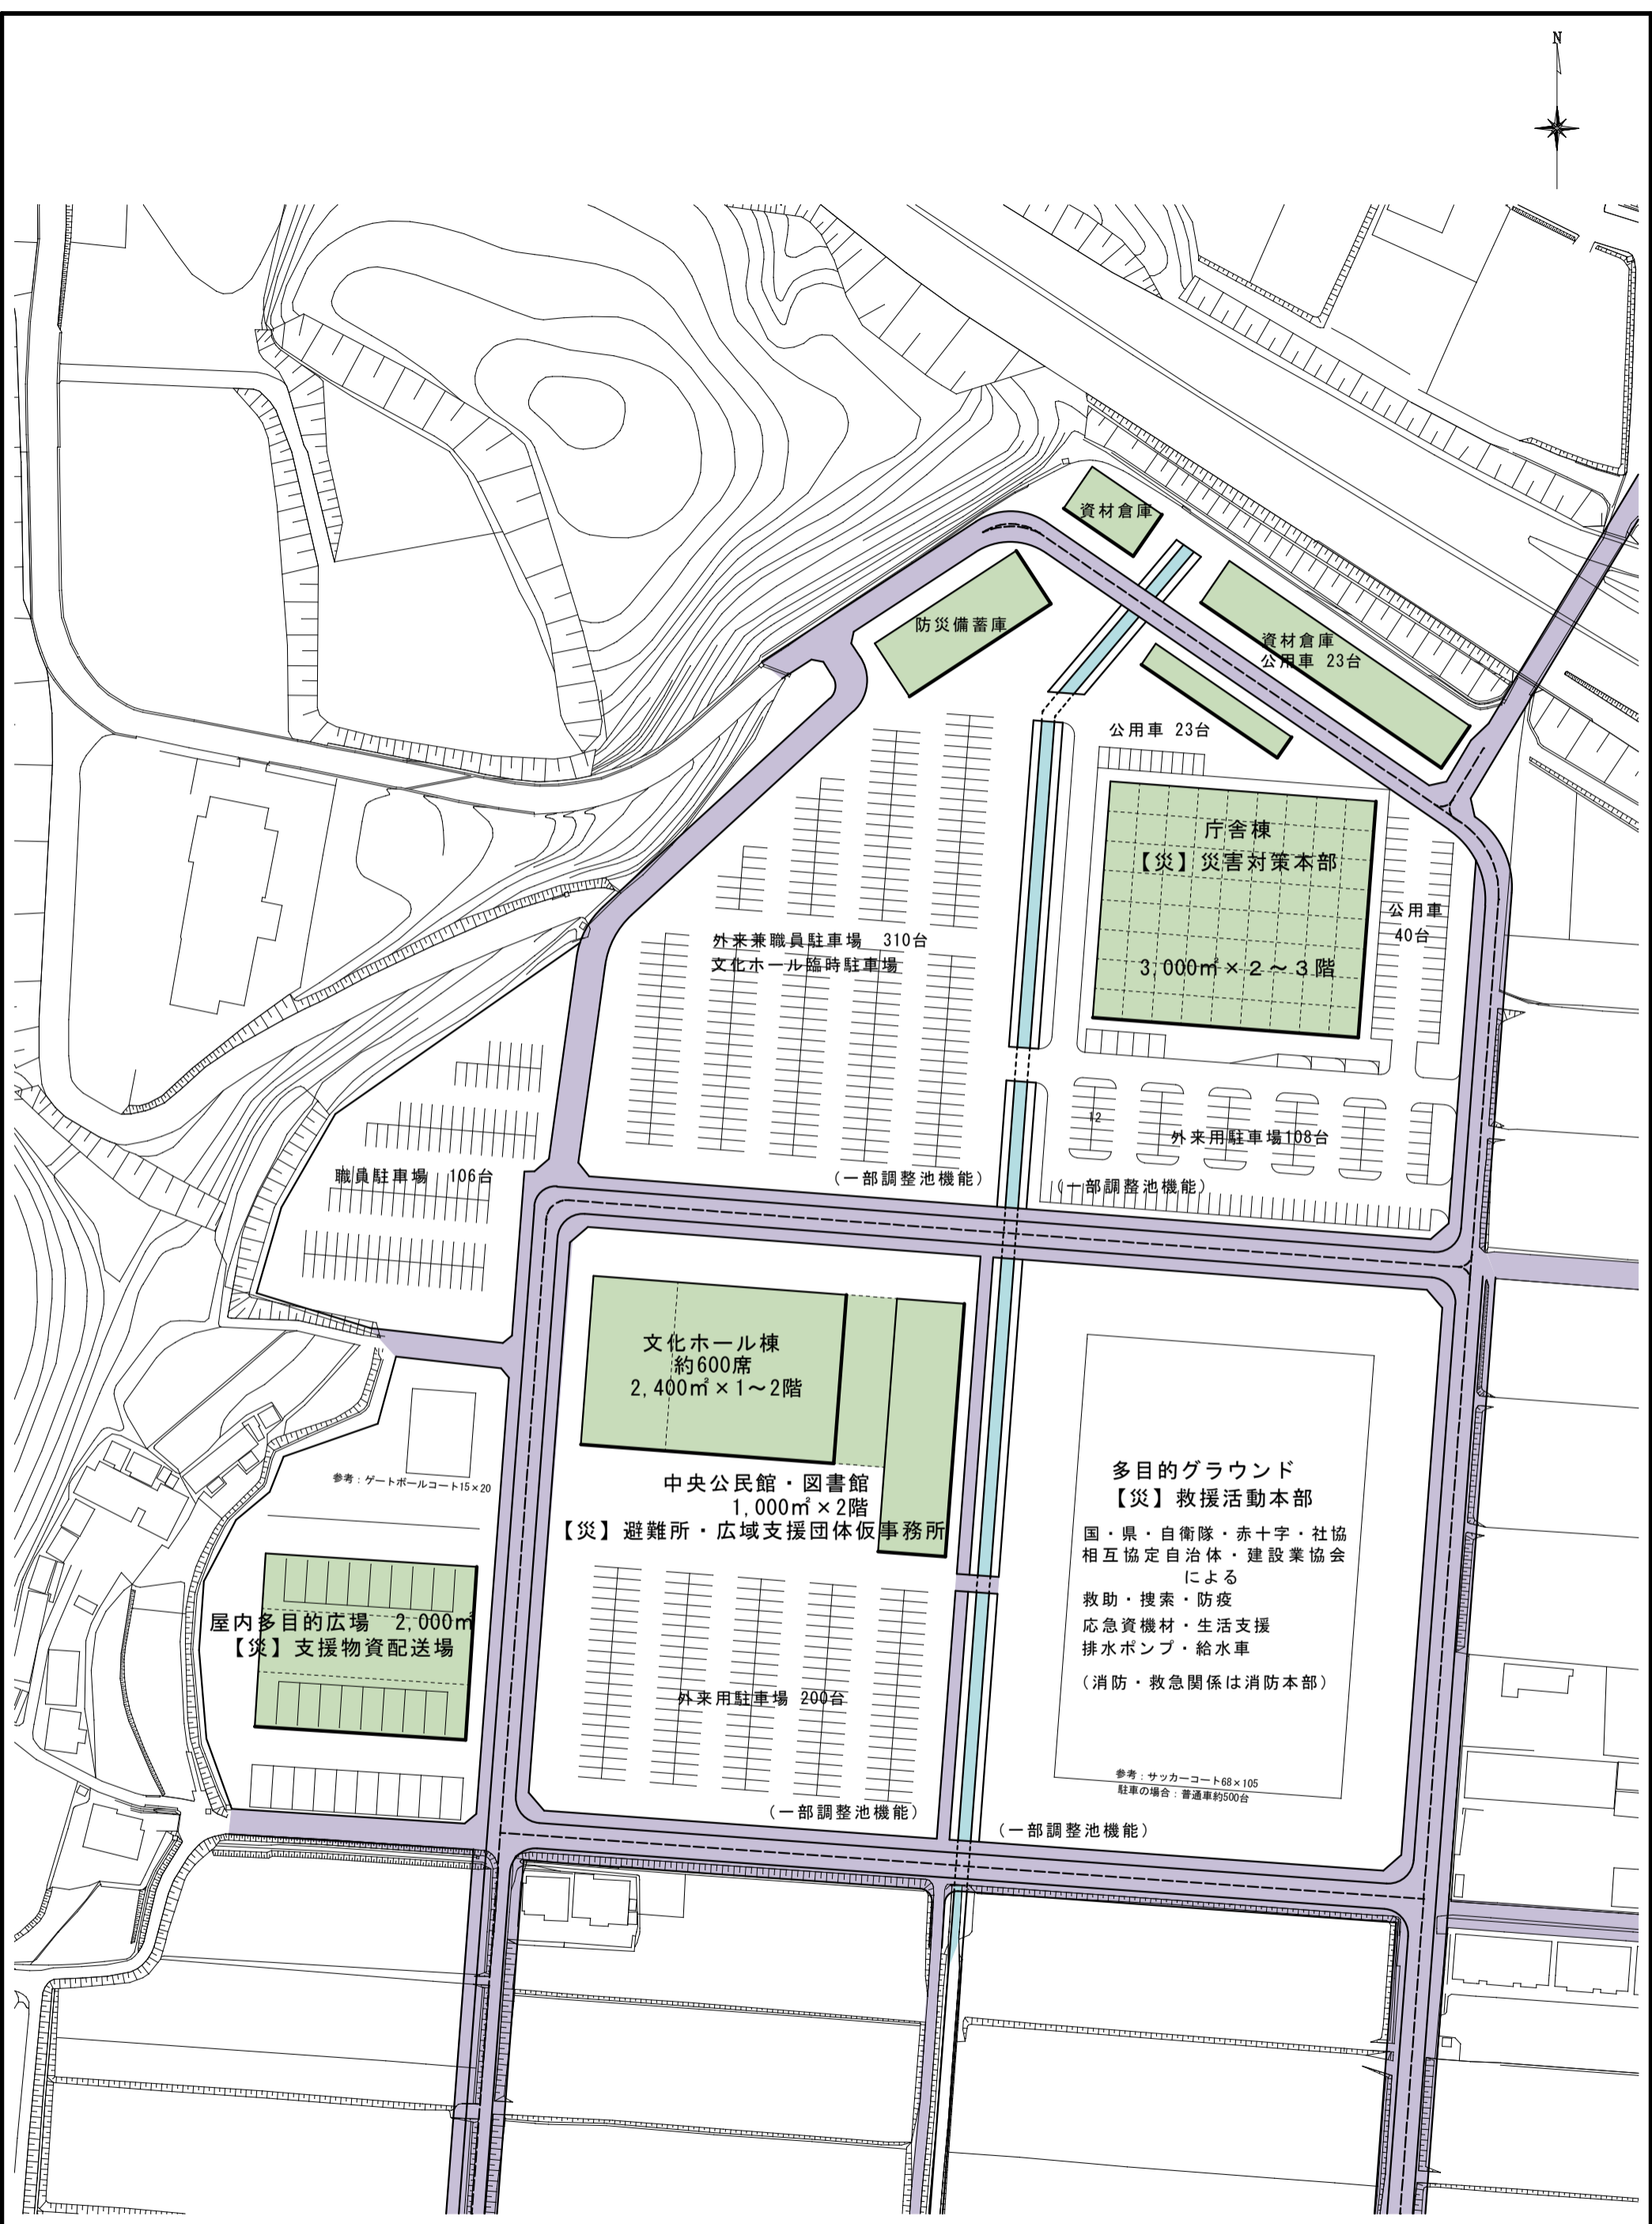 N
資材倉庫
防災備蓄庫
資材倉庫
公用車 23台
公用車 23台
庁舎棟
【災】災害対策本部
3,000㎡×2～3階
公用車
40台
外来兼職員駐車場 310台
文化ホール臨時駐車場
12
外来用駐車場108台
職員駐車場 106台
(一部調整池機能)
(一部調整池機能)
文化ホール棟
約600席
2,400㎡×1～2階
参考：ゲートボールコート15×20
中央公民館・図書館
1,000㎡×2階
【災】避難所・広域支援団体仮事務所
多目的グラウンド
【災】救援活動本部
国・県・自衛隊・赤十字・社協
相互協定自治体・建設業協会
による
救助・捜索・防疫
応急資機材・生活支援
排水ポンプ・給水車
(消防・救急関係は消防本部)
屋内多目的広場 2,000㎡
【災】支援物資配送場
外来用駐車場 200台
参考：サッカーコート68×105
駐車の場合：普通車約500台
(一部調整池機能)
(一部調整池機能)